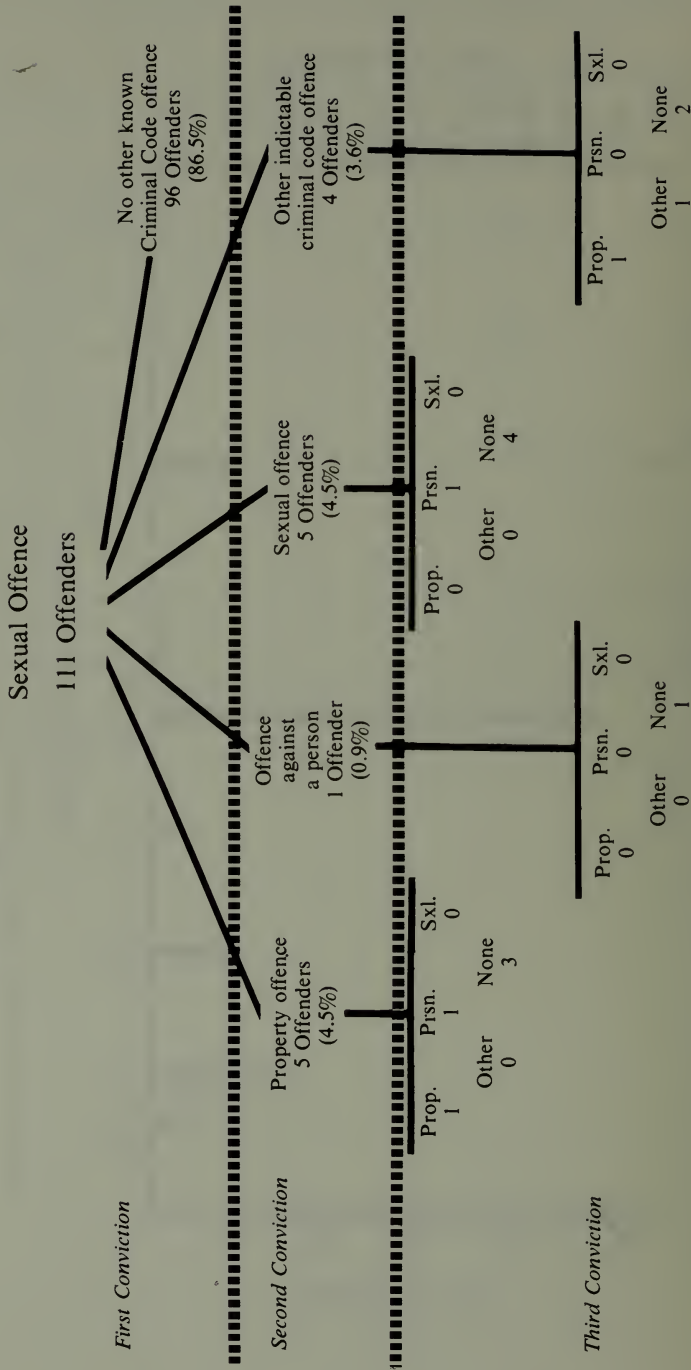 Sexual Offence
111 Offenders
First Conviction
No other known
Criminal Code offence
96 Offenders
(86.5%)
Second Conviction
Property offence
5 Offenders
(4.5%)
Offence
against
a person
1 Offender
(0.9%)
Sexual offence
5 Offenders
(4.5%)
Other indictable
criminal code offence
4 Offenders
(3.6%)
Third Conviction
Prop. Prsn. Sxl.
1 1 0
Other None
0 3
Prop. Prsn. Sxl.
0 0 0
Other None
0 1
Prop. Prsn. Sxl.
0 1 0
Other None
0 4
Prop. Prsn. Sxl.
1 0 0
Other None
1 2